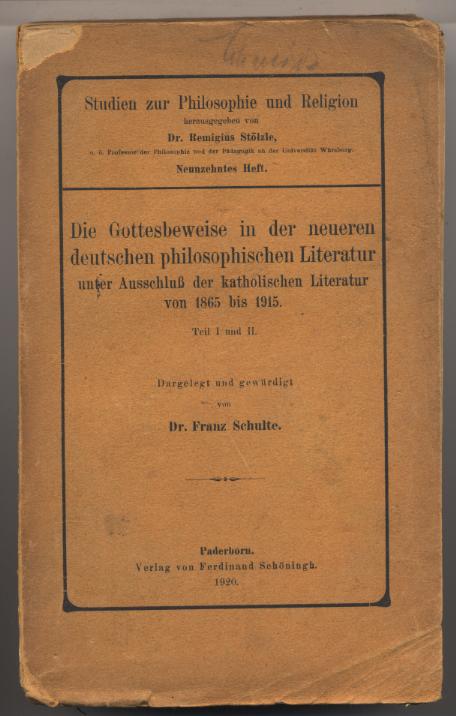 Studien zur Philosophie und Religion
herausgegeben von
Dr. Remigius Stölzle,
o. ö. Professor der Philosophie und der Pädagogik an der Universität Würzburg.
Neunzehntes Heft.
Die Gottesbeweise in der neueren
deutschen philosophischen Literatur
unter Ausschluß der katholischen Literatur
von 1865 bis 1915.
Teil I und II.
Dargelegt und gewürdigt
von
Dr. Franz Schulte.
Paderborn.
Verlag von Ferdinand Schöningh.
1920.